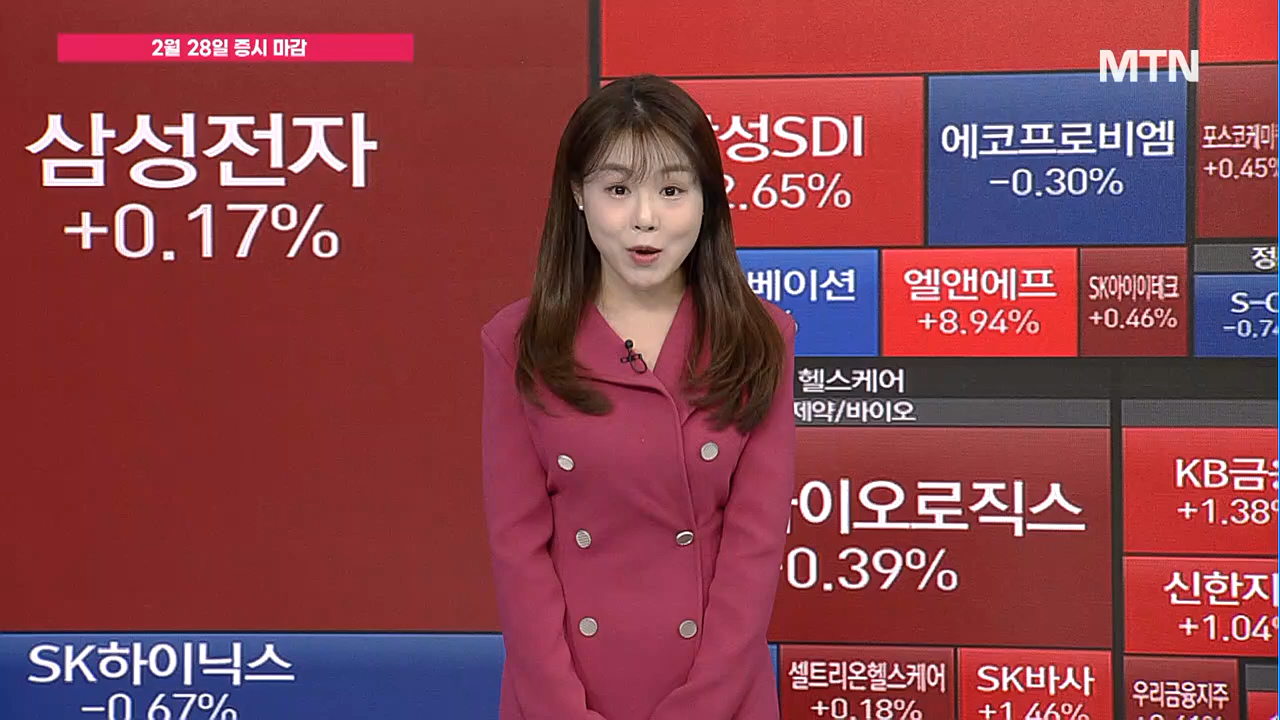 2월 28일 증시 마감
MTN
삼성전자
+0.17%
성SDI
2.65%
에코프로비엠
-0.30%
+0.45%
베이션
엘앤에프
+8.94%
SK아이이테크
+0.46%
정
헬스케어
제약/바이오
이오로직스
0.39%
KB금
+1.38%
신한지
+1.04%
SK하이닉스
-0.67%
셀트리온헬스케어
+0.18%
SK바사
+1.46%
우리금융지주